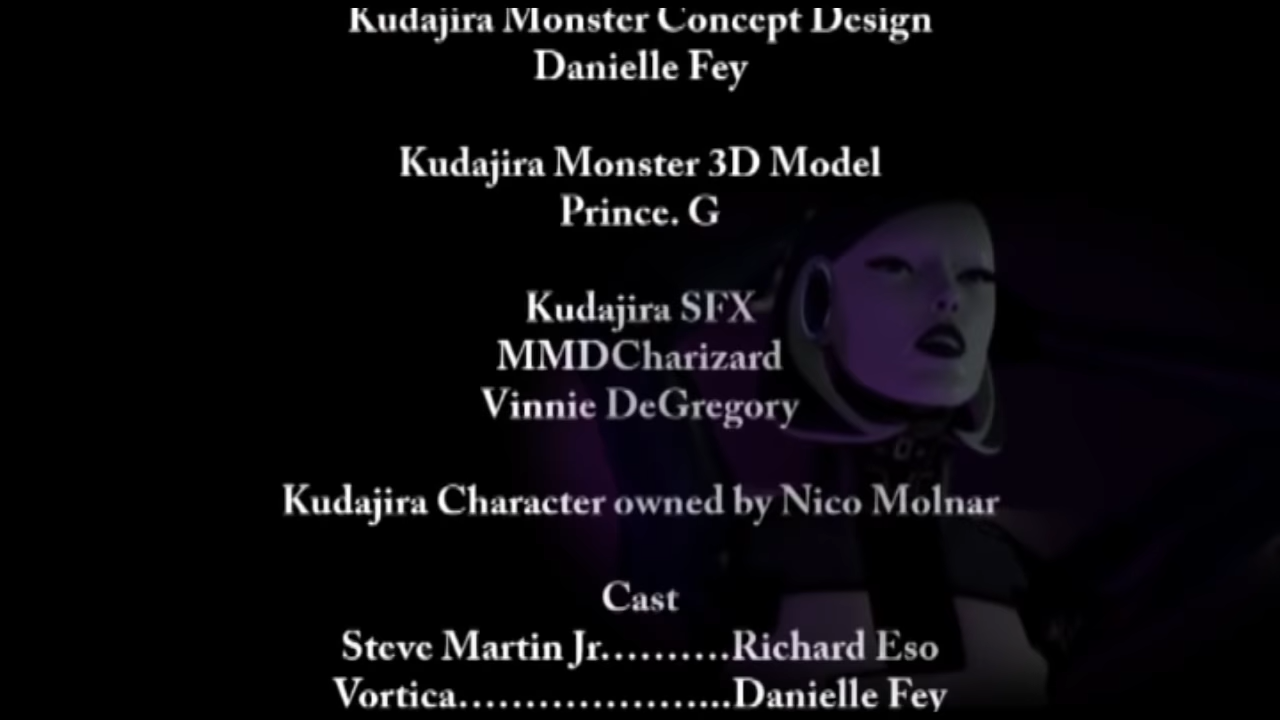 Kudajira Monster Concept Design
Danielle Fey
Kudajira Monster 3D Model
Prince. G
Kudajira SFX
MMDCharizard
Vinnie DeGregory
Kudajira Character owned by Nico Molnar
Cast
Steve Martin Jr..........Richard Eso
Vortica.....................Danielle Fey